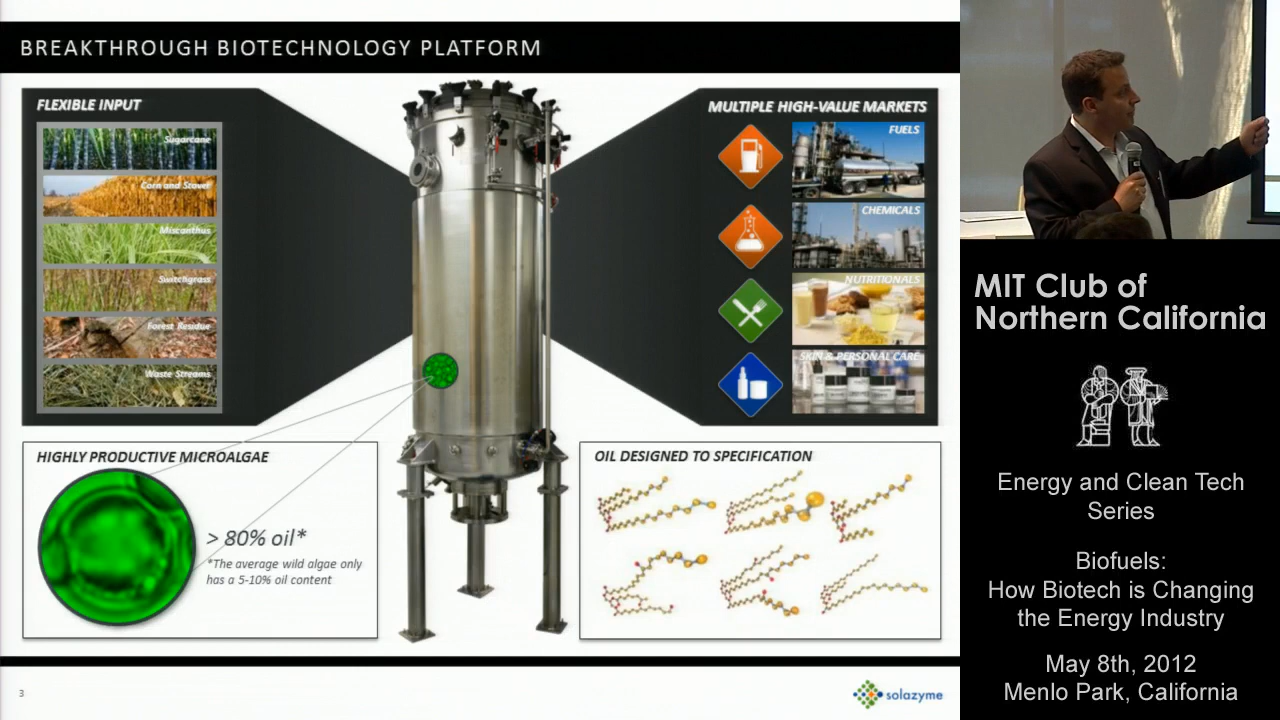 BREAKTHROUGH BIOTECHNOLOGY PLATFORM
FLEXIBLE INPUT
Sugarcane
Corn and Stover
Miscanthus
Switchgrass
Forest Residue
Waste Streams
MULTIPLE HIGH-VALUE MARKETS
FUELS
CHEMICALS
NUTRITIONALS
SKIN & PERSONAL CARE
HIGHLY PRODUCTIVE MICROALGAE
> 80% oil*
*The average wild algae only
has a 5-10% oil content
OIL DESIGNED TO SPECIFICATION
3
solazyme
MIT Club of
Northern California
Energy and Clean Tech
Series
Biofuels:
How Biotech is Changing
the Energy Industry
May 8th, 2012
Menlo Park, California